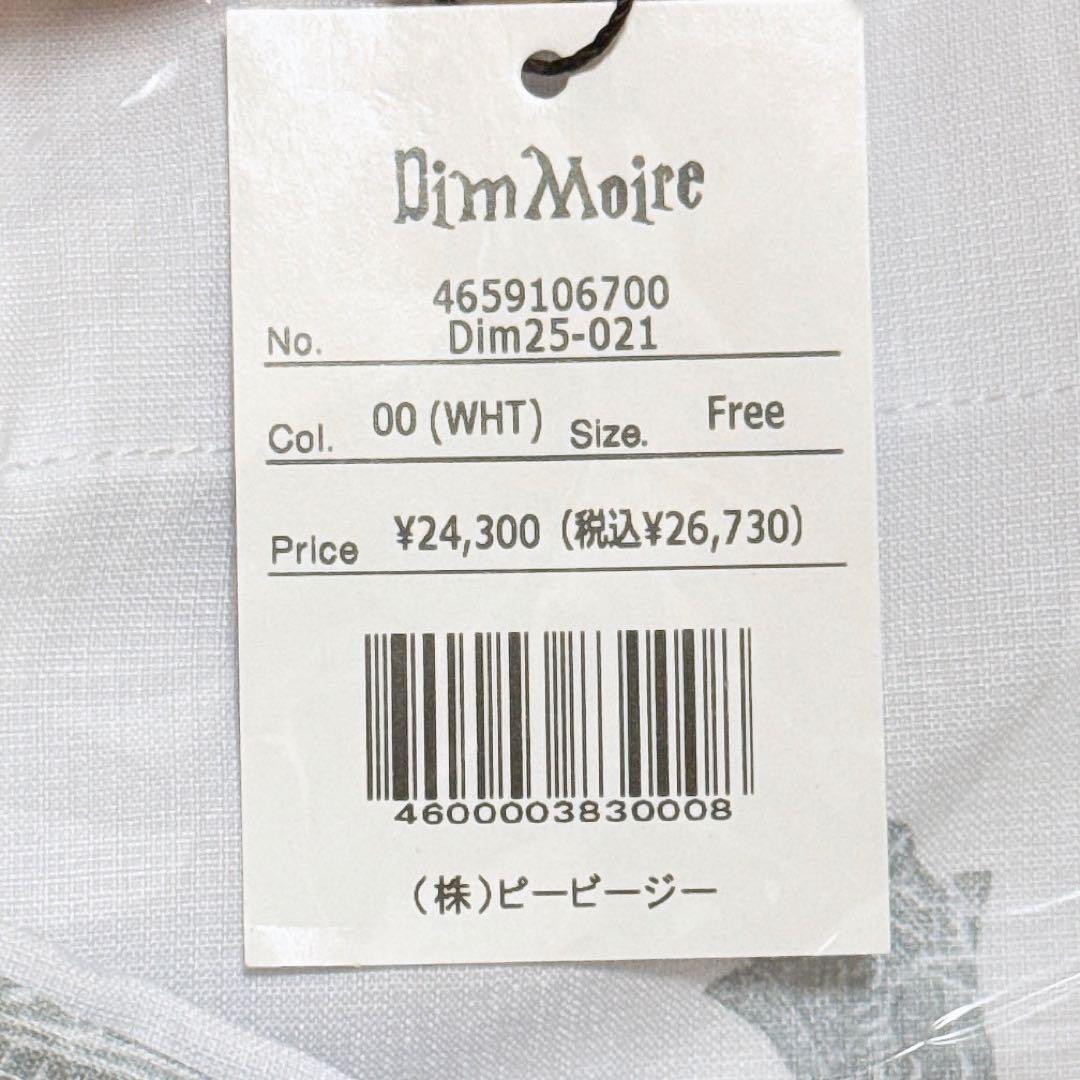 Dim Moire
4659106700
No. Dim25-021
Col. 00 (WHT) Size. Free
Price ¥24,300 (税込¥26,730)
4600003830008
(株)ピービージー